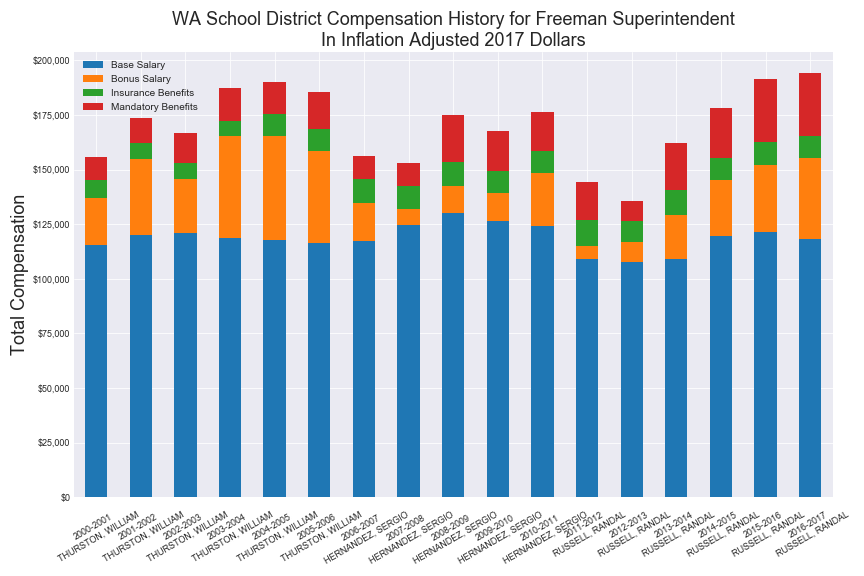 WA School District Compensation History for Freeman Superintendent
In Inflation Adjusted 2017 Dollars
Base Salary
Bonus Salary
Insurance Benefits
Mandatory Benefits
Total Compensation
$200,000
$175,000
$150,000
$125,000
$100,000
$75,000
$50,000
$25,000
$0
2000-2001
THURSTON, WILLIAM
2001-2002
THURSTON, WILLIAM
2002-2003
THURSTON, WILLIAM
2003-2004
THURSTON, WILLIAM
2004-2005
THURSTON, WILLIAM
2005-2006
THURSTON, WILLIAM
2006-2007
HERNANDEZ, SERGIO
2007-2008
HERNANDEZ, SERGIO
2008-2009
HERNANDEZ, SERGIO
2009-2010
HERNANDEZ, SERGIO
2010-2011
HERNANDEZ, SERGIO
2011-2012
RUSSELL, RANDAL
2012-2013
RUSSELL, RANDAL
2013-2014
RUSSELL, RANDAL
2014-2015
RUSSELL, RANDAL
2015-2016
RUSSELL, RANDAL
2016-2017
RUSSELL, RANDAL